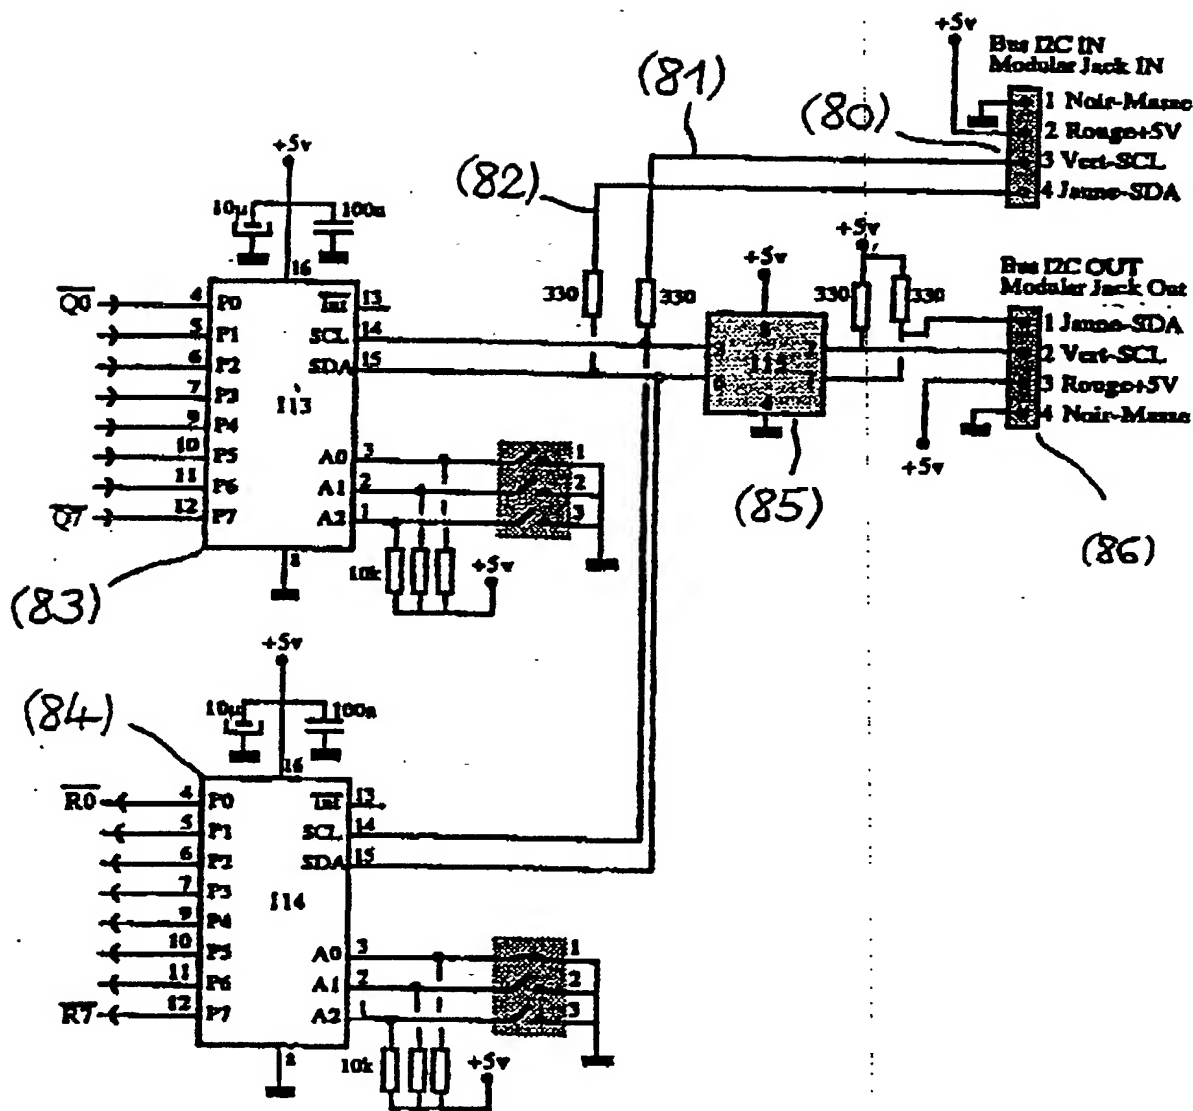 +5v
Bus I2C IN
Modular Jack IN
(81)
(80)
1 Noir-Masse
2 Rouge+5V
3 Vert-SCL
4 Jaune-SDA
(82)
+5v
10µ
100n
16
+5v
+5v
Bus I2C OUT
Modular Jack Out
330
330
330
330
1 Jaune-SDA
2 Vert-SCL
3 Rouge+5V
4 Noir-Masse
+5v
Q0
4 P0
5 P1
6 P2
7 P3
9 P4
10 P5
11 P6
Q7
12 P7
I13
Int 13
SCL 14
SDA 15
A0 3
A1 2
A2 1
1
2
3
10k
+5v
(83)
(85)
(86)
+5v
10µ
100n
16
(84)
R0
4 P0
5 P1
6 P2
7 P3
9 P4
10 P5
11 P6
R7
12 P7
I14
Int 13
SCL 14
SDA 15
A0 3
A1 2
A2 1
1
2
3
10k
+5v